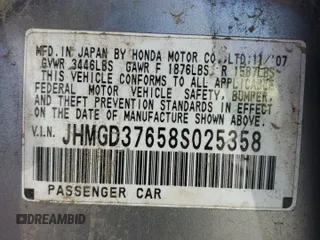 MFD. IN JAPAN BY HONDA MOTOR CO.,LTD. 11/'07
GVWR 3446LBS GAWR F 1876LBS R 1587LBS
THIS VEHICLE CONFORMS TO ALL APPLICABLE
FEDERAL MOTOR VEHICLE SAFETY, BUMPER,
AND THEFT PREVENTION STANDARDS IN EFFECT
ON THE DATE OF MANUFACTURE SHOWN ABOVE.
V.I.N. JHMGD37658S025358
PASSENGER CAR
DREAMBID